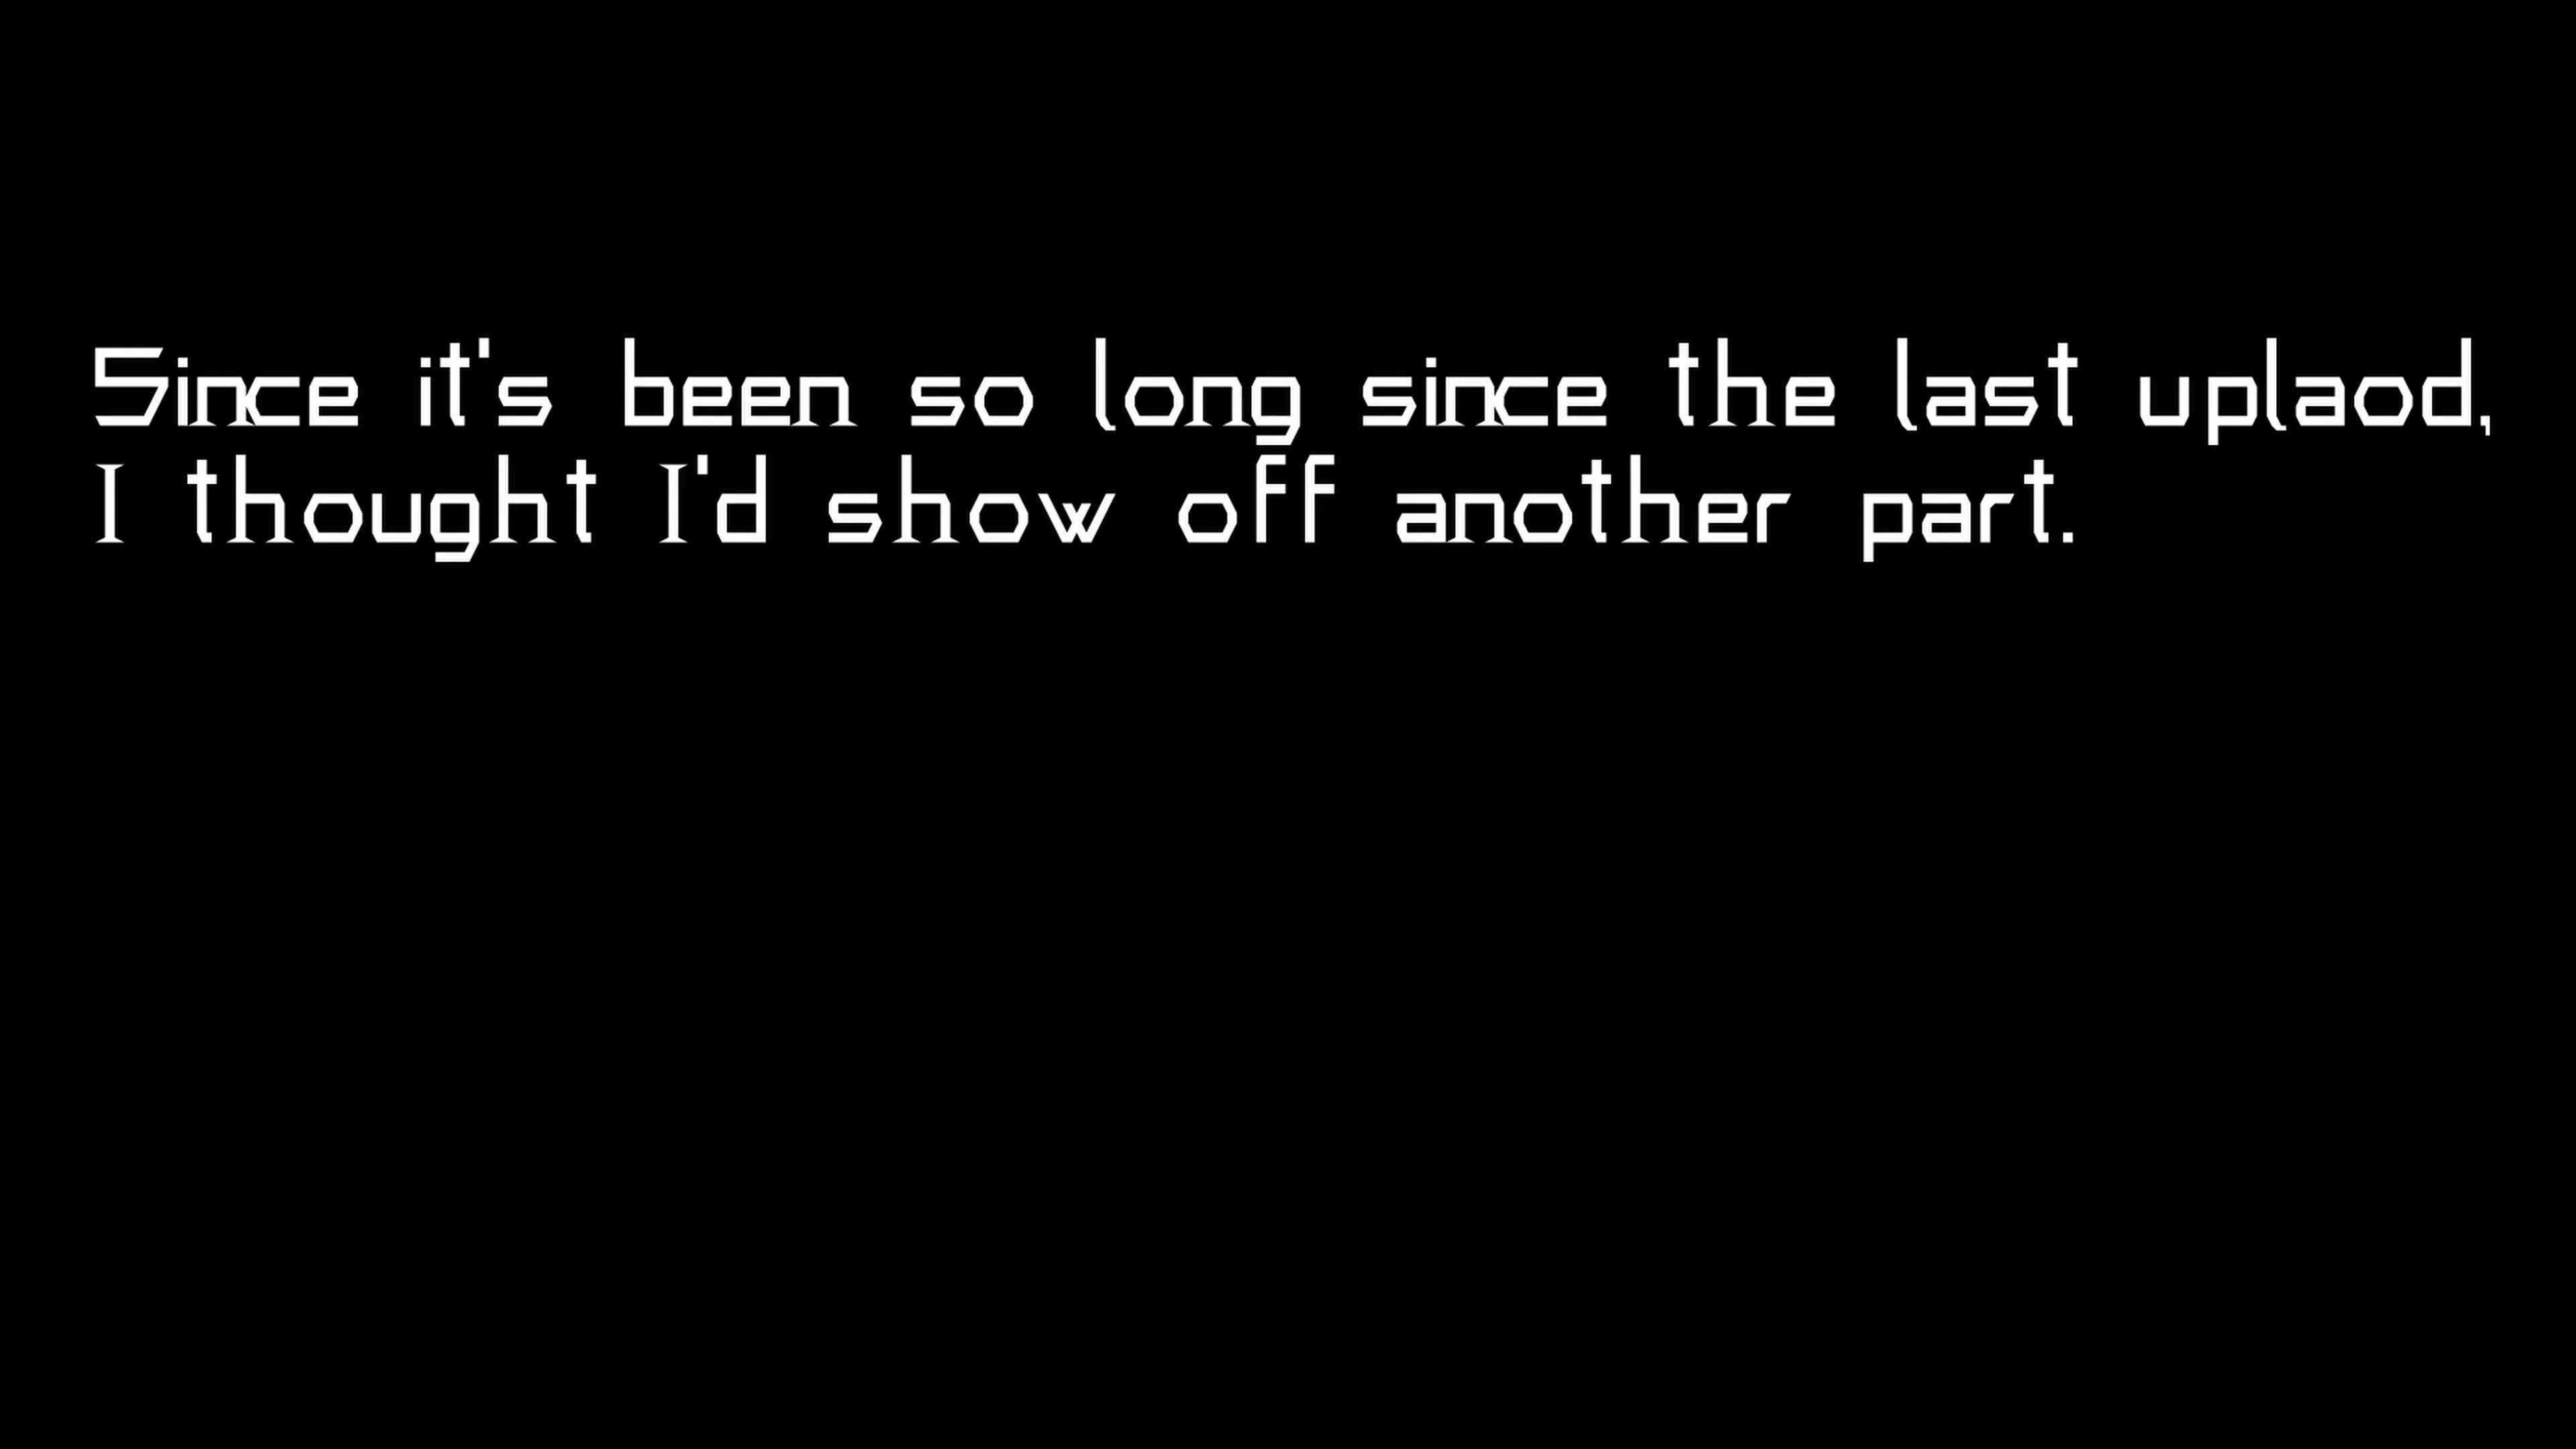 Since it's been so long since the last uplaod,
I thought I'd show off another part.